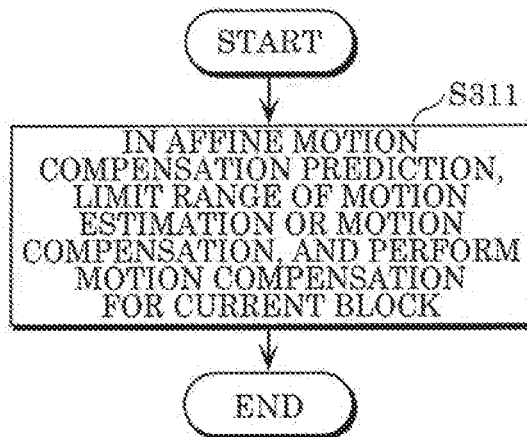 START
S311
IN AFFINE MOTION
COMPENSATION PREDICTION,
LIMIT RANGE OF MOTION
ESTIMATION OR MOTION
COMPENSATION, AND PERFORM
MOTION COMPENSATION
FOR CURRENT BLOCK
END